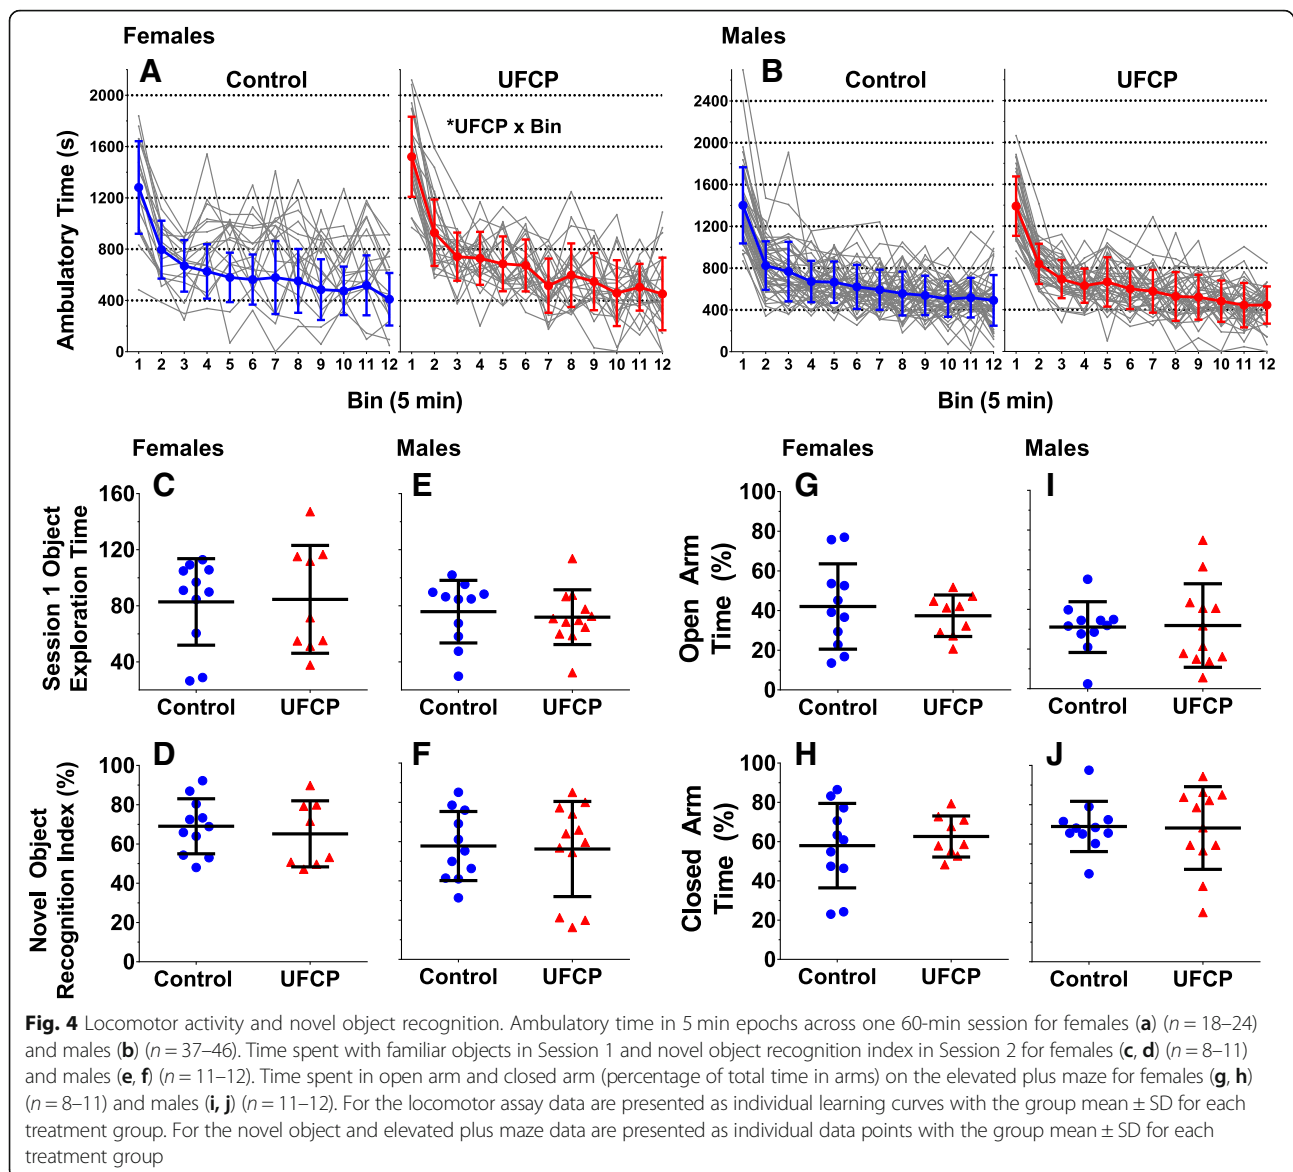 Females
Males
A
Control
UFCP
B
Control
UFCP
*UFCP x Bin
Ambulatory Time (s)
2000
1600
1200
800
400
0
2400
2000
1600
1200
800
400
0
1 2 3 4 5 6 7 8 9 10 11 12
1 2 3 4 5 6 7 8 9 10 11 12
1 2 3 4 5 6 7 8 9 10 11 12
1 2 3 4 5 6 7 8 9 10 11 12
Bin (5 min)
Bin (5 min)
Females
Males
Females
Males
C
E
G
I
Session 1 Object
Exploration Time
160
120
80
40
Control
UFCP
Control
UFCP
Open Arm
Time (%)
100
80
60
40
20
0
Control
UFCP
Control
UFCP
D
F
H
J
Novel Object
Recognition Index (%)
100
80
60
40
20
0
Control
UFCP
Control
UFCP
Closed Arm
Time (%)
100
80
60
40
20
0
Control
UFCP
Control
UFCP
Fig. 4 Locomotor activity and novel object recognition. Ambulatory time in 5 min epochs across one 60-min session for females (a) (n = 18–24)
and males (b) (n = 37–46). Time spent with familiar objects in Session 1 and novel object recognition index in Session 2 for females (c, d) (n = 8–11)
and males (e, f) (n = 11–12). Time spent in open arm and closed arm (percentage of total time in arms) on the elevated plus maze for females (g, h)
(n = 8–11) and males (i, j) (n = 11–12). For the locomotor assay data are presented as individual learning curves with the group mean ± SD for each
treatment group. For the novel object and elevated plus maze data are presented as individual data points with the group mean ± SD for each
treatment group